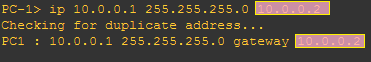 PC-1> ip 10.0.0.1 255.255.255.0 10.0.0.2
Checking for duplicate address...
PC1 : 10.0.0.1 255.255.255.0 gateway 10.0.0.2